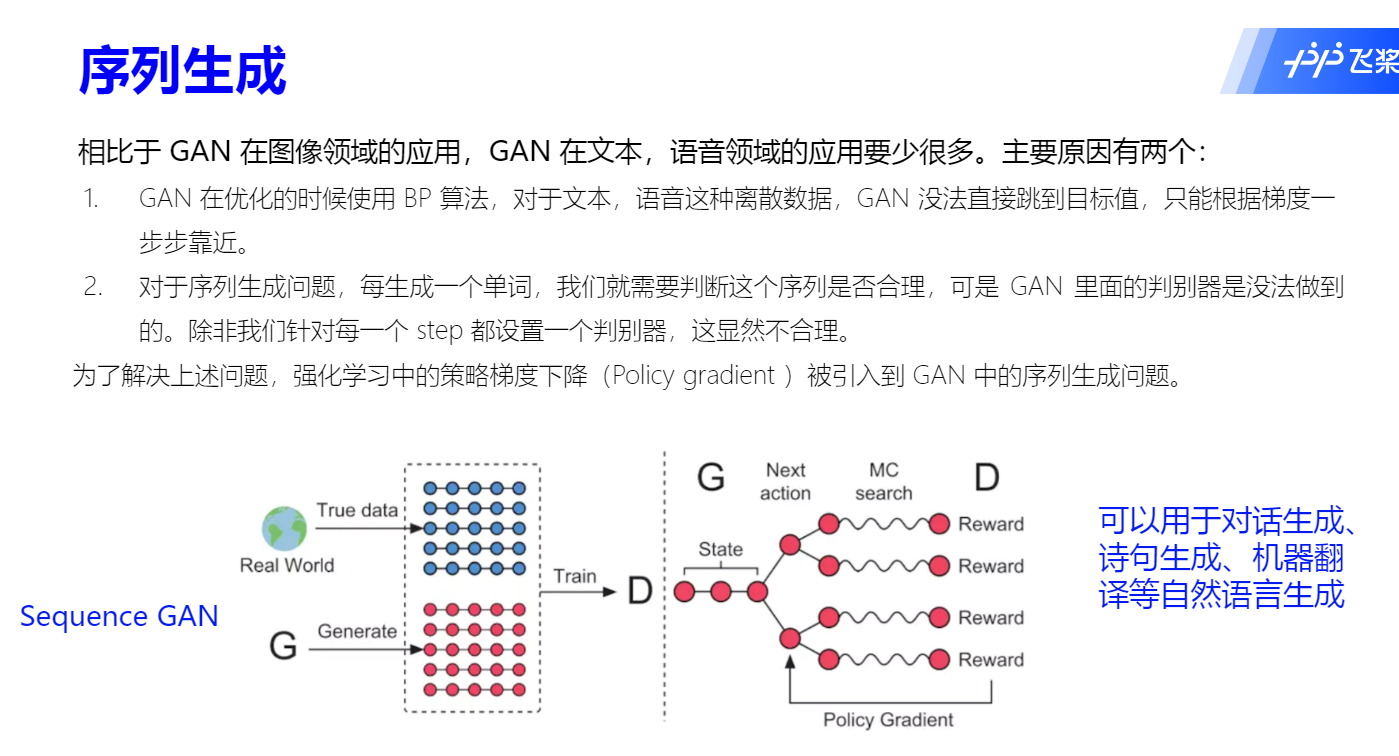 序列生成
飞桨
相比于 GAN 在图像领域的应用，GAN 在文本，语音领域的应用要少很多。主要原因有两个：
1. GAN 在优化的时候使用 BP 算法，对于文本，语音这种离散数据，GAN 没法直接跳到目标值，只能根据梯度一
步步靠近。
2. 对于序列生成问题，每生成一个单词，我们就需要判断这个序列是否合理，可是 GAN 里面的判别器是没法做到
的。除非我们针对每一个 step 都设置一个判别器，这显然不合理。
为了解决上述问题，强化学习中的策略梯度下降（Policy gradient ）被引入到 GAN 中的序列生成问题。
Sequence GAN
True data
Real World
G
Generate
Train
D
G
Next
action
MC
search
D
State
Reward
Reward
Reward
Reward
Policy Gradient
可以用于对话生成、
诗句生成、机器翻
译等自然语言生成